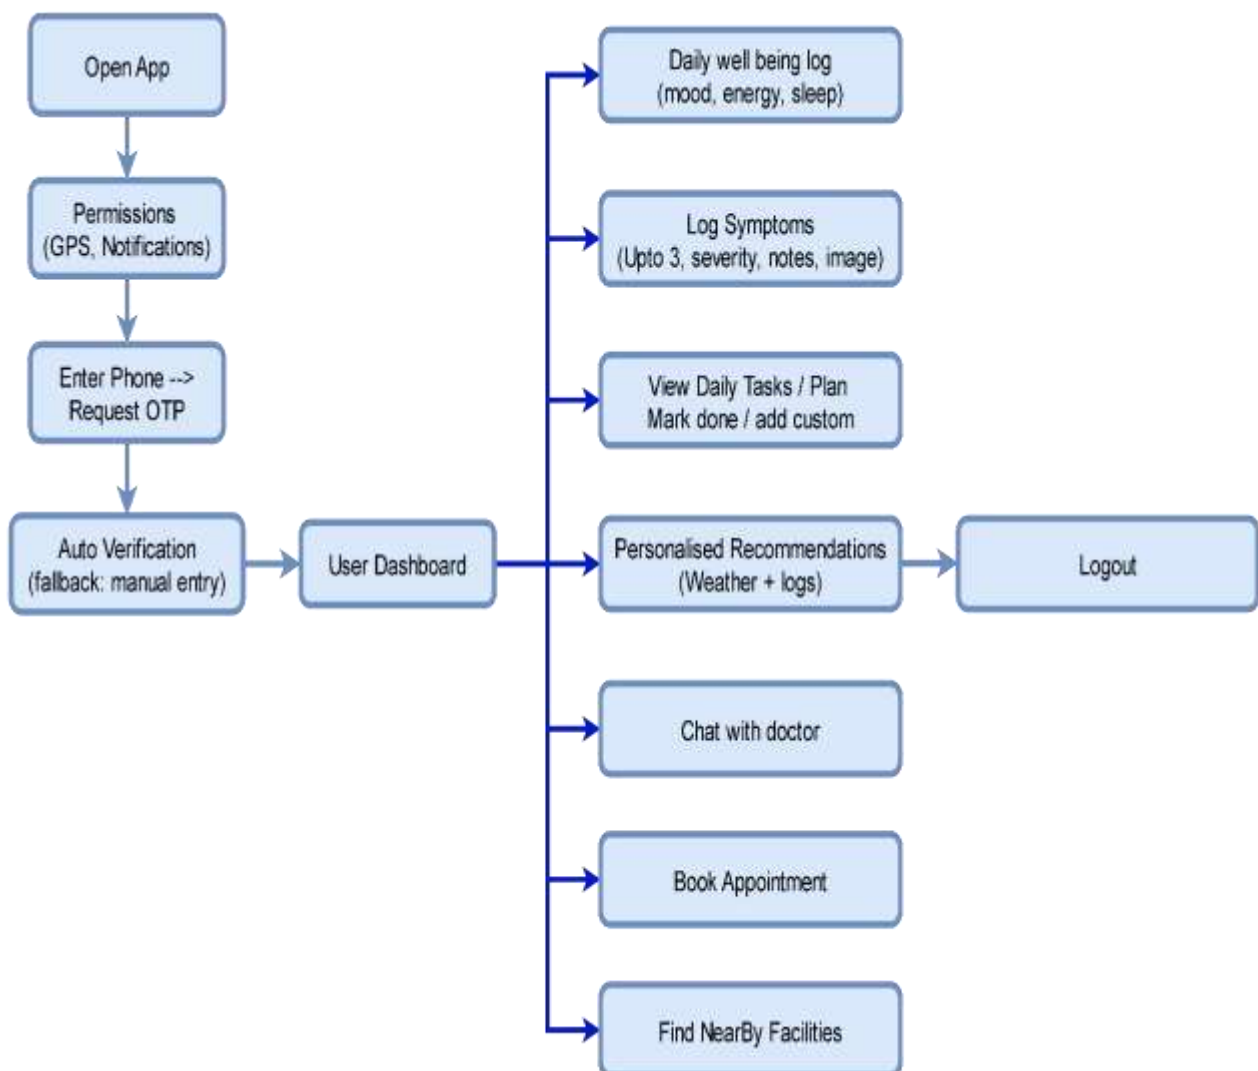 Open App
Permissions
(GPS, Notifications)
Enter Phone -->
Request OTP
Auto Verification
(fallback: manual entry)
User Dashboard
Daily well being log
(mood, energy, sleep)
Log Symptoms
(Upto 3, severity, notes, image)
View Daily Tasks / Plan
Mark done / add custom
Personalised Recommendations
(Weather + logs)
Logout
Chat with doctor
Book Appointment
Find NearBy Facilities